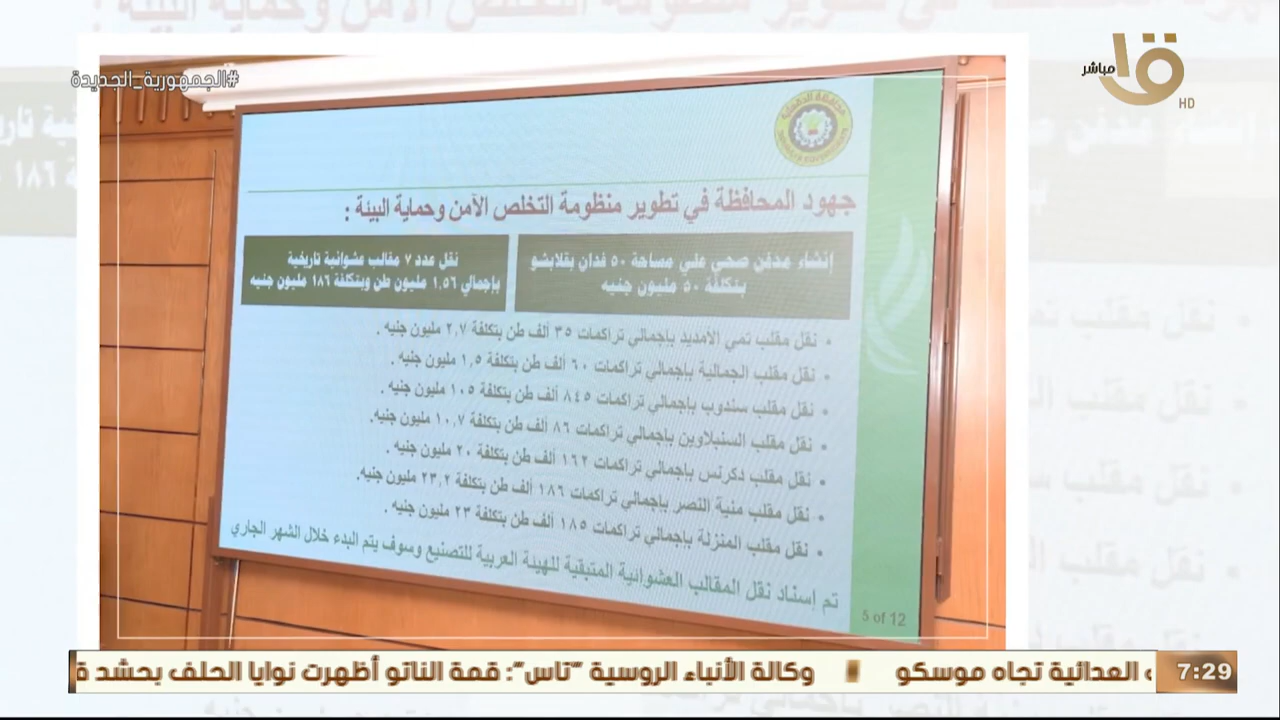 #الجمهورية_الجديدة
مباشر
HD
محافظة الدقهلية
جهود المحافظة في تطوير منظومة التخلص الآمن وحماية البيئة :
إنشاء مدفن صحي علي مساحة ٥٠ فدان بقلابشو
بتكلفة ٥٠ مليون جنيه
نقل عدد ٧ مقالب عشوائية تاريخية
بإجمالي ١.٥٦ مليون طن وبتكلفة ١٨٦ مليون جنيه
• نقل مقلب تمي الامديد بإجمالي تراكمات ٣٥ ألف طن بتكلفة ٢,٧ مليون جنيه .
• نقل مقلب الجمالية بإجمالي تراكمات ٦٠ ألف طن بتكلفة ١,٥ مليون جنيه .
• نقل مقلب سندوب بإجمالي تراكمات ٨٤٥ ألف طن بتكلفة ١٠٥ مليون جنيه .
• نقل مقلب السنبلاوين بإجمالي تراكمات ٨٦ ألف طن بتكلفة ١٠,٧ مليون جنيه.
• نقل مقلب دكرنس بإجمالي تراكمات ١٦٢ ألف طن بتكلفة ٢٠ مليون جنيه .
• نقل مقلب منية النصر بإجمالي تراكمات ١٨٦ ألف طن بتكلفة ٢٣,٢ مليون جنيه.
• نقل مقلب المنزلة بإجمالي تراكمات ١٨٥ ألف طن بتكلفة ٢٣ مليون جنيه .
تم إسناد نقل المقالب العشوائية المتبقية للهيئة العربية للتصنيع وسوف يتم البدء خلال الشهر الجاري
5 of 12
العدائية تجاه موسكو
وكالة الأنباء الروسية "تاس": قمة الناتو أظهرت نوايا الحلف بحشد ة
7:29